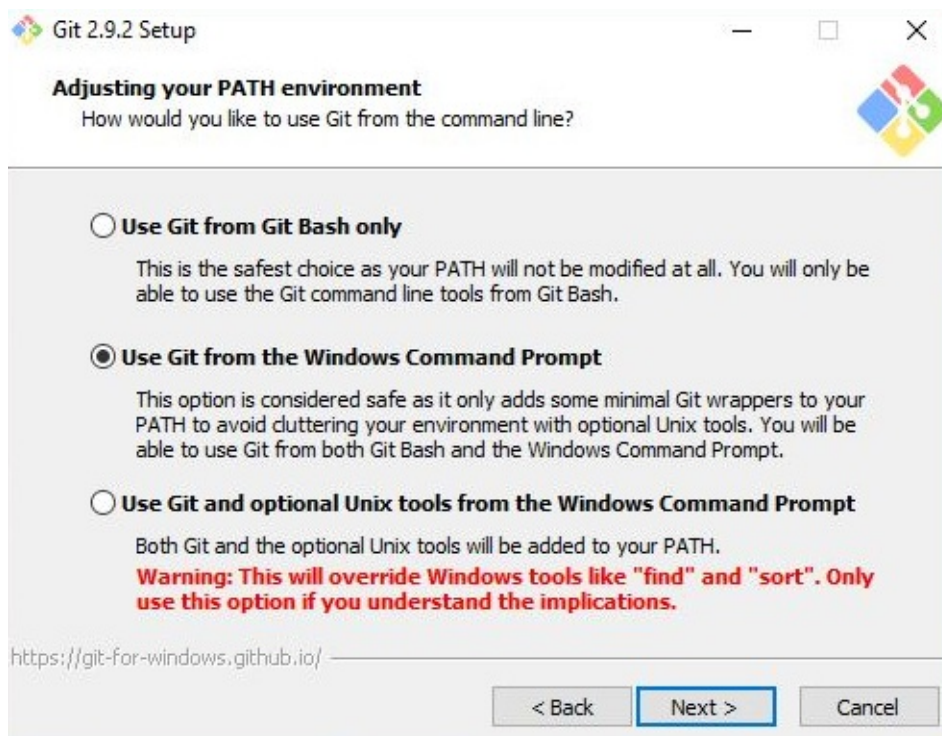 Git 2.9.2 Setup
Adjusting your PATH environment
How would you like to use Git from the command line?
Use Git from Git Bash only
This is the safest choice as your PATH will not be modified at all. You will only be
able to use the Git command line tools from Git Bash.
Use Git from the Windows Command Prompt
This option is considered safe as it only adds some minimal Git wrappers to your
PATH to avoid cluttering your environment with optional Unix tools. You will be
able to use Git from both Git Bash and the Windows Command Prompt.
Use Git and optional Unix tools from the Windows Command Prompt
Both Git and the optional Unix tools will be added to your PATH.
Warning: This will override Windows tools like "find" and "sort". Only
use this option if you understand the implications.
https://git-for-windows.github.io/
< Back Next > Cancel